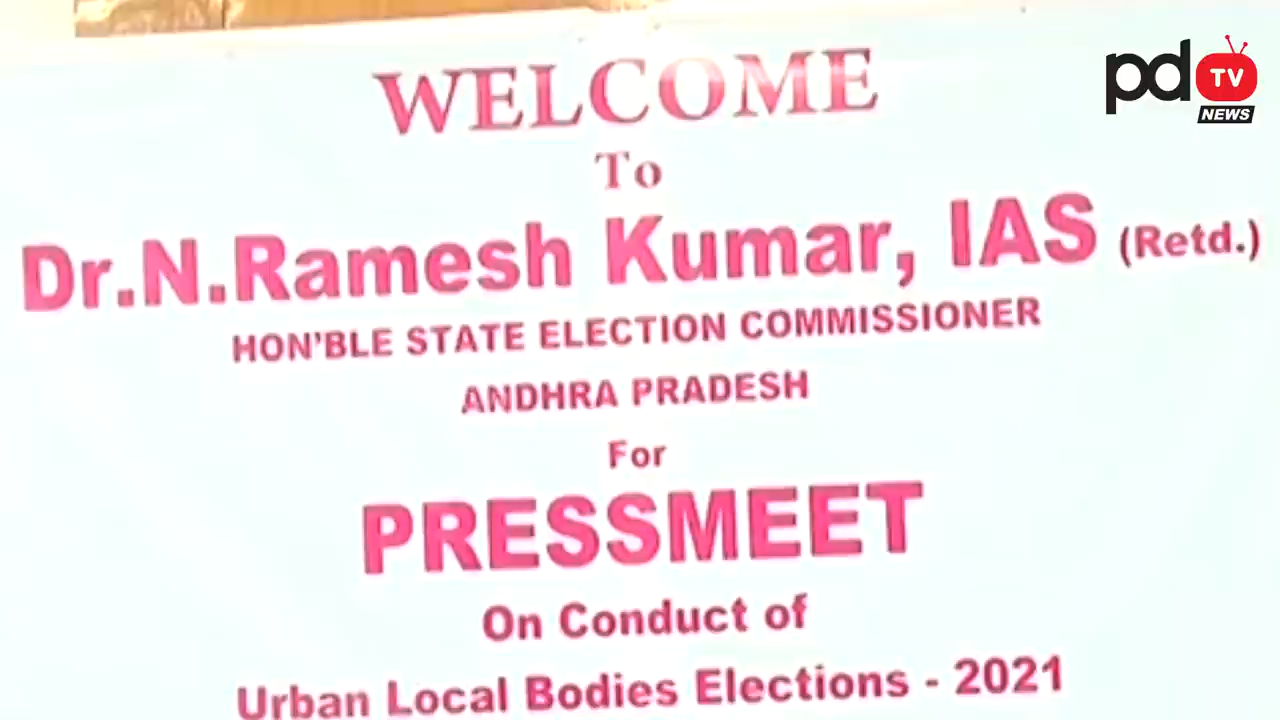 WELCOME
To
Dr.N.Ramesh Kumar, IAS (Retd.)
HON'BLE STATE ELECTION COMMISSIONER
ANDHRA PRADESH
For
PRESSMEET
On Conduct of
Urban Local Bodies Elections - 2021
pd TV
NEWS